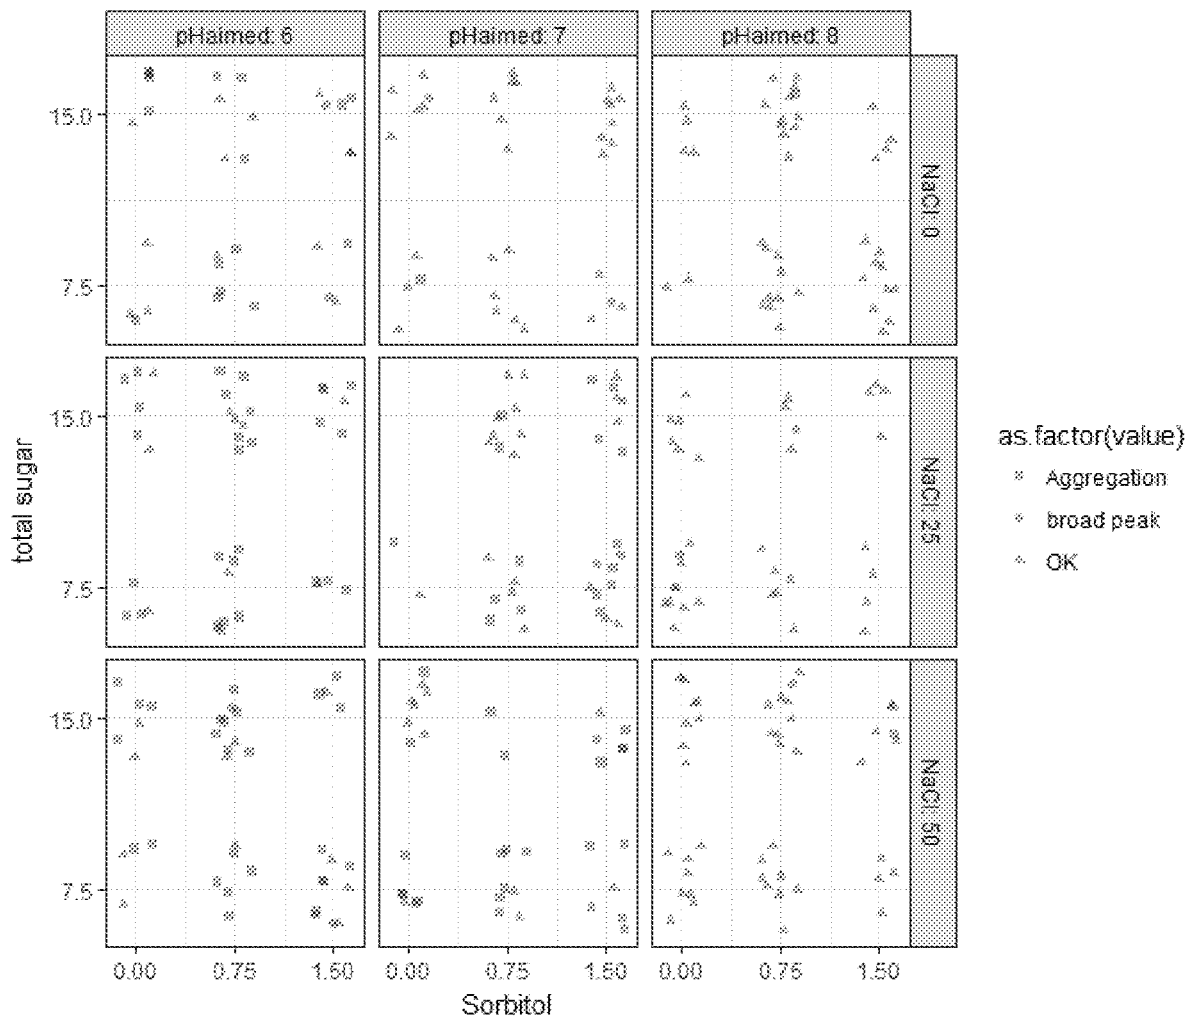 pHaimed: 6
pHaimed: 7
pHaimed: 8
15.0
7.5
NaCl: 0
15.0
7.5
NaCl: 25
15.0
7.5
NaCl: 50
total sugar
0.00
0.75
1.50
0.00
0.75
1.50
0.00
0.75
1.50
Sorbitol
as.factor(value)
Aggregation
broad peak
OK